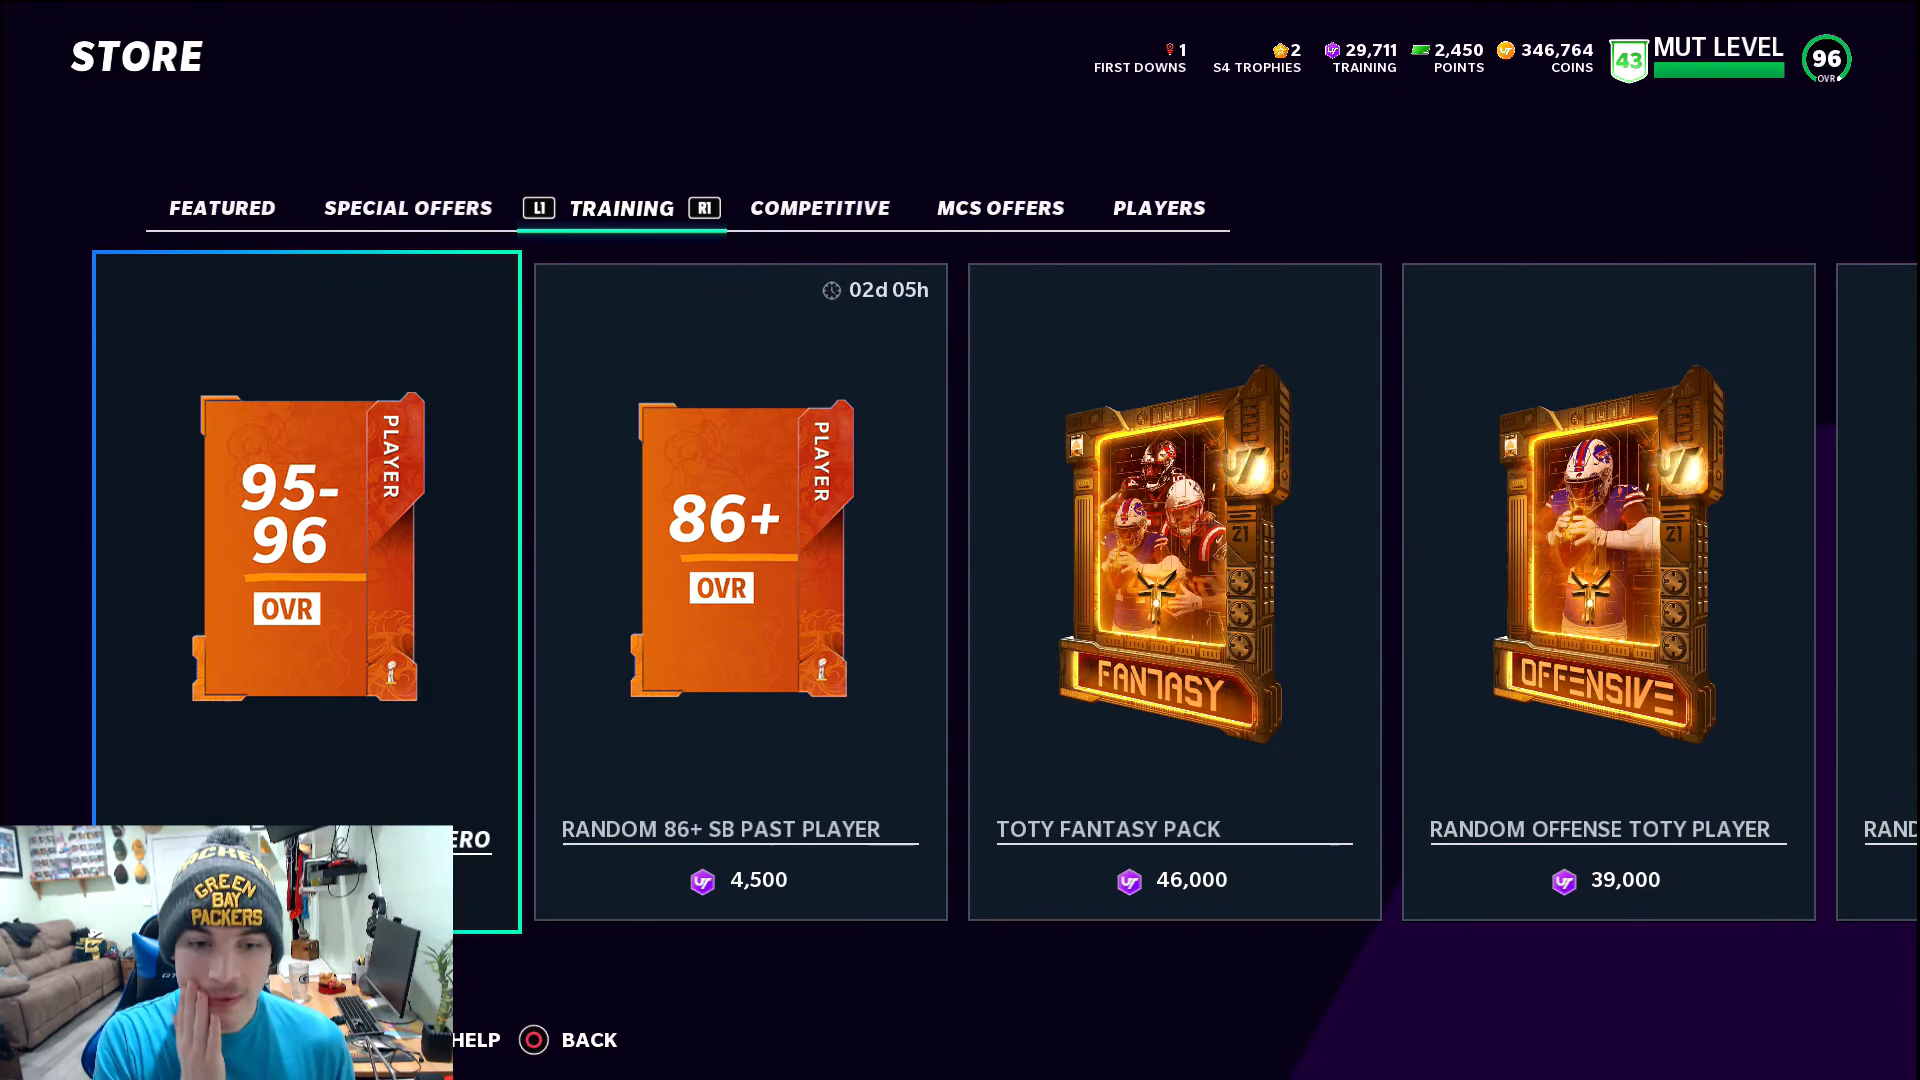 STORE
1
FIRST DOWNS
2
S4 TROPHIES
29,711
TRAINING
2,450
POINTS
346,764
COINS
43
MUT LEVEL
96
OVR
FEATURED
SPECIAL OFFERS
L1
TRAINING
R1
COMPETITIVE
MCS OFFERS
PLAYERS
95-
96
OVR
PLAYER
ERO
02d 05h
86+
OVR
PLAYER
RANDOM 86+ SB PAST PLAYER
4,500
21
FANTASY
TOTY FANTASY PACK
46,000
21
OFFENSIVE
RANDOM OFFENSE TOTY PLAYER
39,000
RAND
PACKERS
GREEN
BAY
PACKERS
HELP
BACK